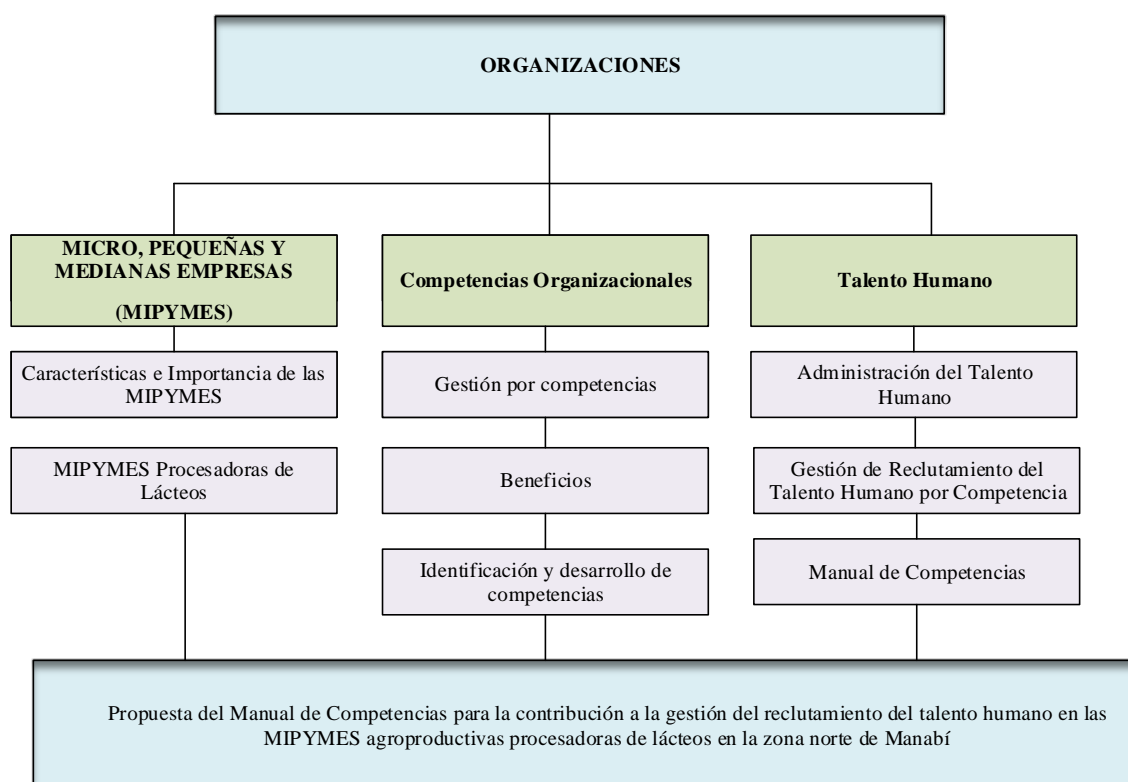 ORGANIZACIONES
MICRO, PEQUEÑAS Y
MEDIANAS EMPRESAS
(MIPYMES)
Características e Importancia de las
MIPYMES
MIPYMES Procesadoras de
Lácteos
Competencias Organizacionales
Gestión por competencias
Beneficios
Identificación y desarrollo de
competencias
Talento Humano
Administración del Talento
Humano
Gestión de Reclutamiento del
Talento Humano por Competencia
Manual de Competencias
Propuesta del Manual de Competencias para la contribución a la gestión del reclutamiento del talento humano en las
MIPYMES agroproductivas procesadoras de lácteos en la zona norte de Manabí